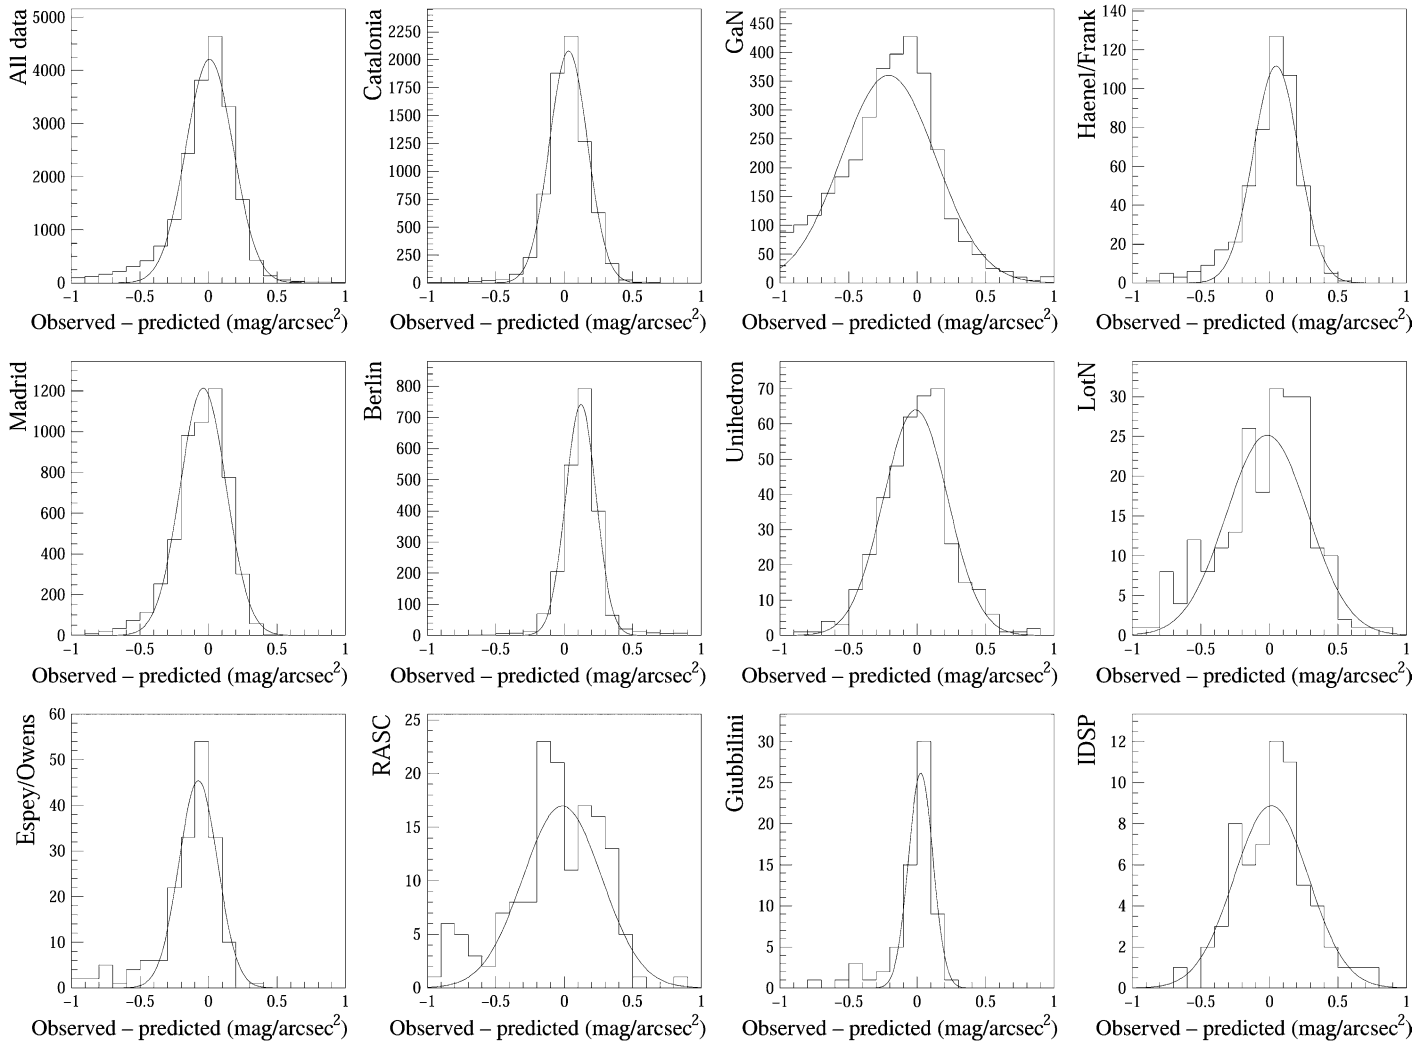 All data
5000
4000
3000
2000
1000
0
−1 −0.5 0 0.5 1
Observed – predicted (mag/arcsec²)
Catalonia
2250
2000
1750
1500
1250
1000
750
500
250
0
−1 −0.5 0 0.5 1
Observed – predicted (mag/arcsec²)
GaN
450
400
350
300
250
200
150
100
50
0
−1 −0.5 0 0.5 1
Observed – predicted (mag/arcsec²)
Haenel/Frank
140
120
100
80
60
40
20
0
−1 −0.5 0 0.5 1
Observed – predicted (mag/arcsec²)
Madrid
1200
1000
800
600
400
200
0
−1 −0.5 0 0.5 1
Observed – predicted (mag/arcsec²)
Berlin
800
700
600
500
400
300
200
100
0
−1 −0.5 0 0.5 1
Observed – predicted (mag/arcsec²)
Unihedron
70
60
50
40
30
20
10
0
−1 −0.5 0 0.5 1
Observed – predicted (mag/arcsec²)
LotN
30
25
20
15
10
5
0
−1 −0.5 0 0.5 1
Observed – predicted (mag/arcsec²)
Espey/Owens
60
50
40
30
20
10
0
−1 −0.5 0 0.5 1
Observed – predicted (mag/arcsec²)
RASC
25
20
15
10
5
0
−1 −0.5 0 0.5 1
Observed – predicted (mag/arcsec²)
Giubbilini
30
25
20
15
10
5
0
−1 −0.5 0 0.5 1
Observed – predicted (mag/arcsec²)
IDSP
12
10
8
6
4
2
0
−1 −0.5 0 0.5 1
Observed – predicted (mag/arcsec²)